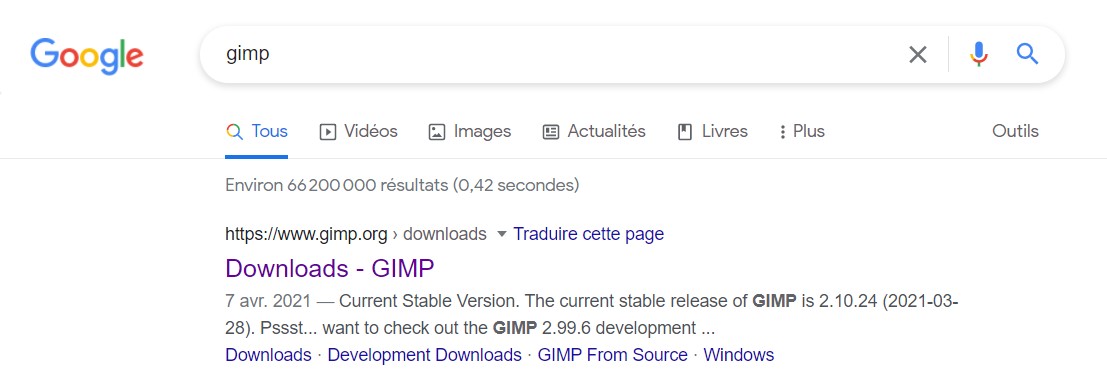 Google
gimp
Tous Vidéos Images Actualités Livres Plus Outils
Environ 66 200 000 résultats (0,42 secondes)
https://www.gimp.org › downloads Traduire cette page
Downloads - GIMP
7 avr. 2021 — Current Stable Version. The current stable release of GIMP is 2.10.24 (2021-03-
28). Pssst... want to check out the GIMP 2.99.6 development ...
Downloads · Development Downloads · GIMP From Source · Windows